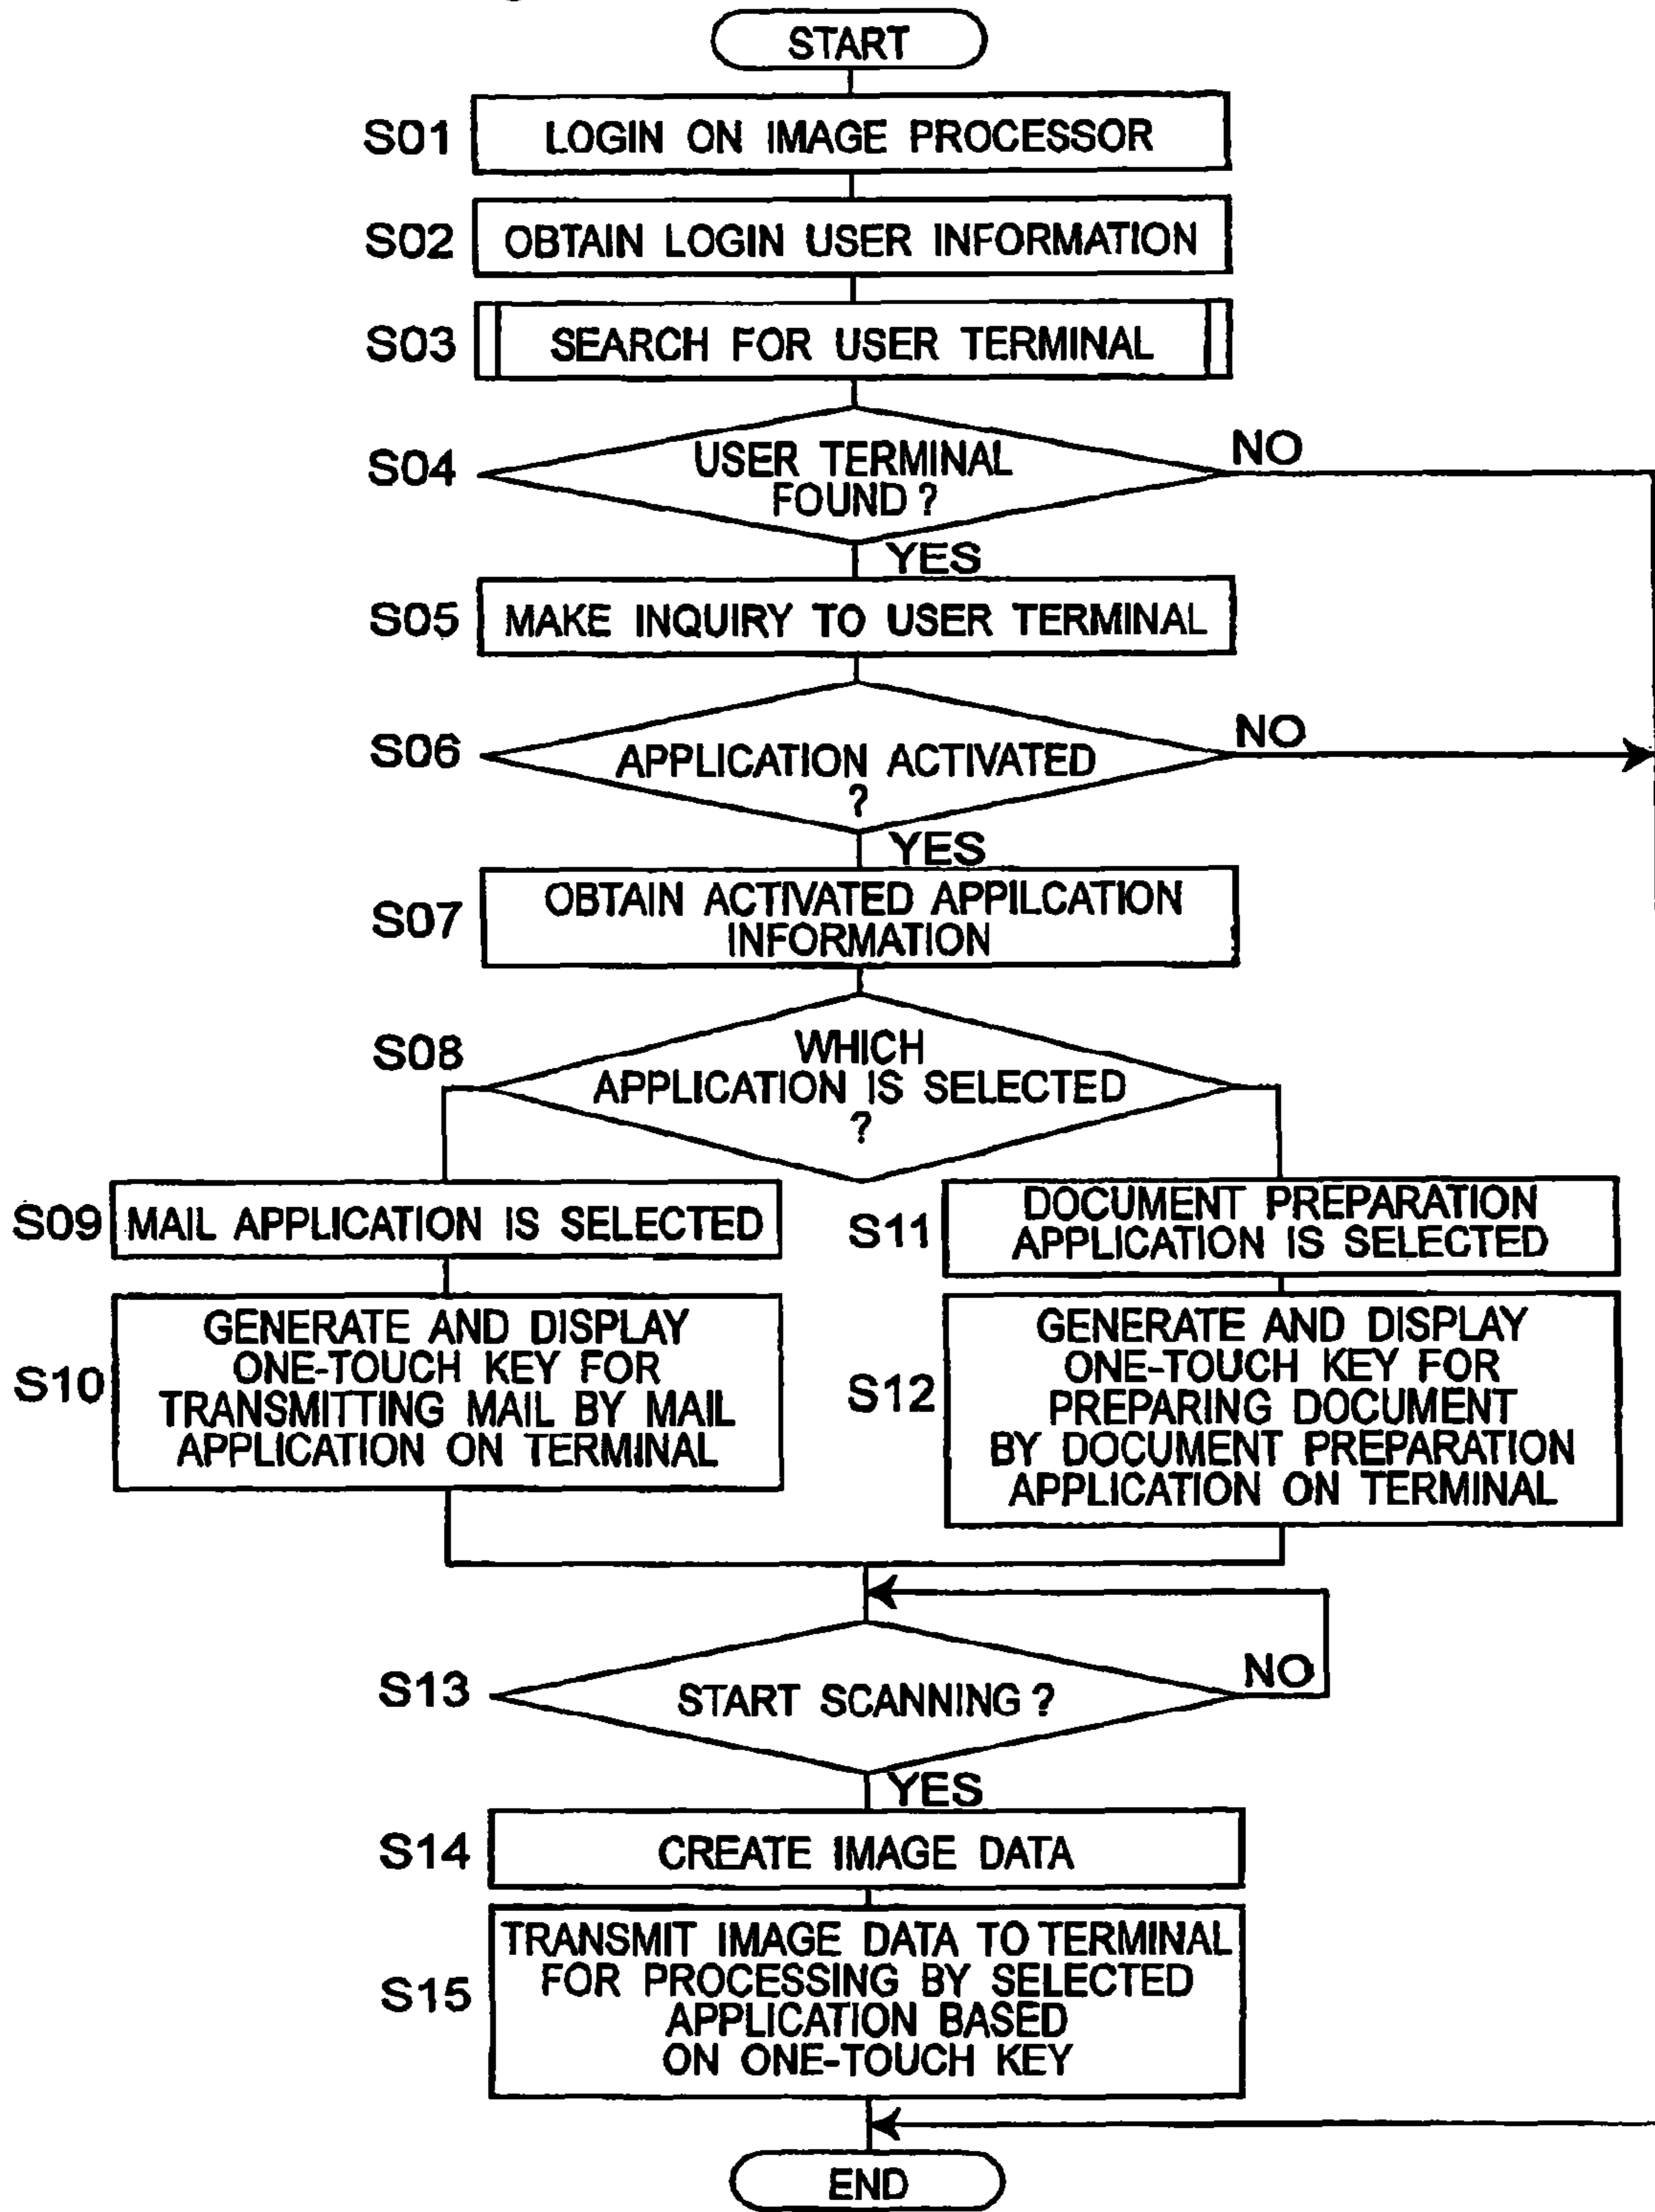 START
S01
LOGIN ON IMAGE PROCESSOR
S02
OBTAIN LOGIN USER INFORMATION
S03
SEARCH FOR USER TERMINAL
S04
USER TERMINAL
FOUND ?
NO
YES
S05
MAKE INQUIRY TO USER TERMINAL
S06
APPLICATION ACTIVATED
?
NO
YES
S07
OBTAIN ACTIVATED APPILCATION
INFORMATION
S08
WHICH
APPLICATION IS SELECTED
?
S09
MAIL APPLICATION IS SELECTED
S10
GENERATE AND DISPLAY
ONE-TOUCH KEY FOR
TRANSMITTING MAIL BY MAIL
APPLICATION ON TERMINAL
S11
DOCUMENT PREPARATION
APPLICATION IS SELECTED
S12
GENERATE AND DISPLAY
ONE-TOUCH KEY FOR
PREPARING DOCUMENT
BY DOCUMENT PREPARATION
APPLICATION ON TERMINAL
S13
START SCANNING ?
NO
YES
S14
CREATE IMAGE DATA
S15
TRANSMIT IMAGE DATA TO TERMINAL
FOR PROCESSING BY SELECTED
APPLICATION BASED
ON ONE-TOUCH KEY
END